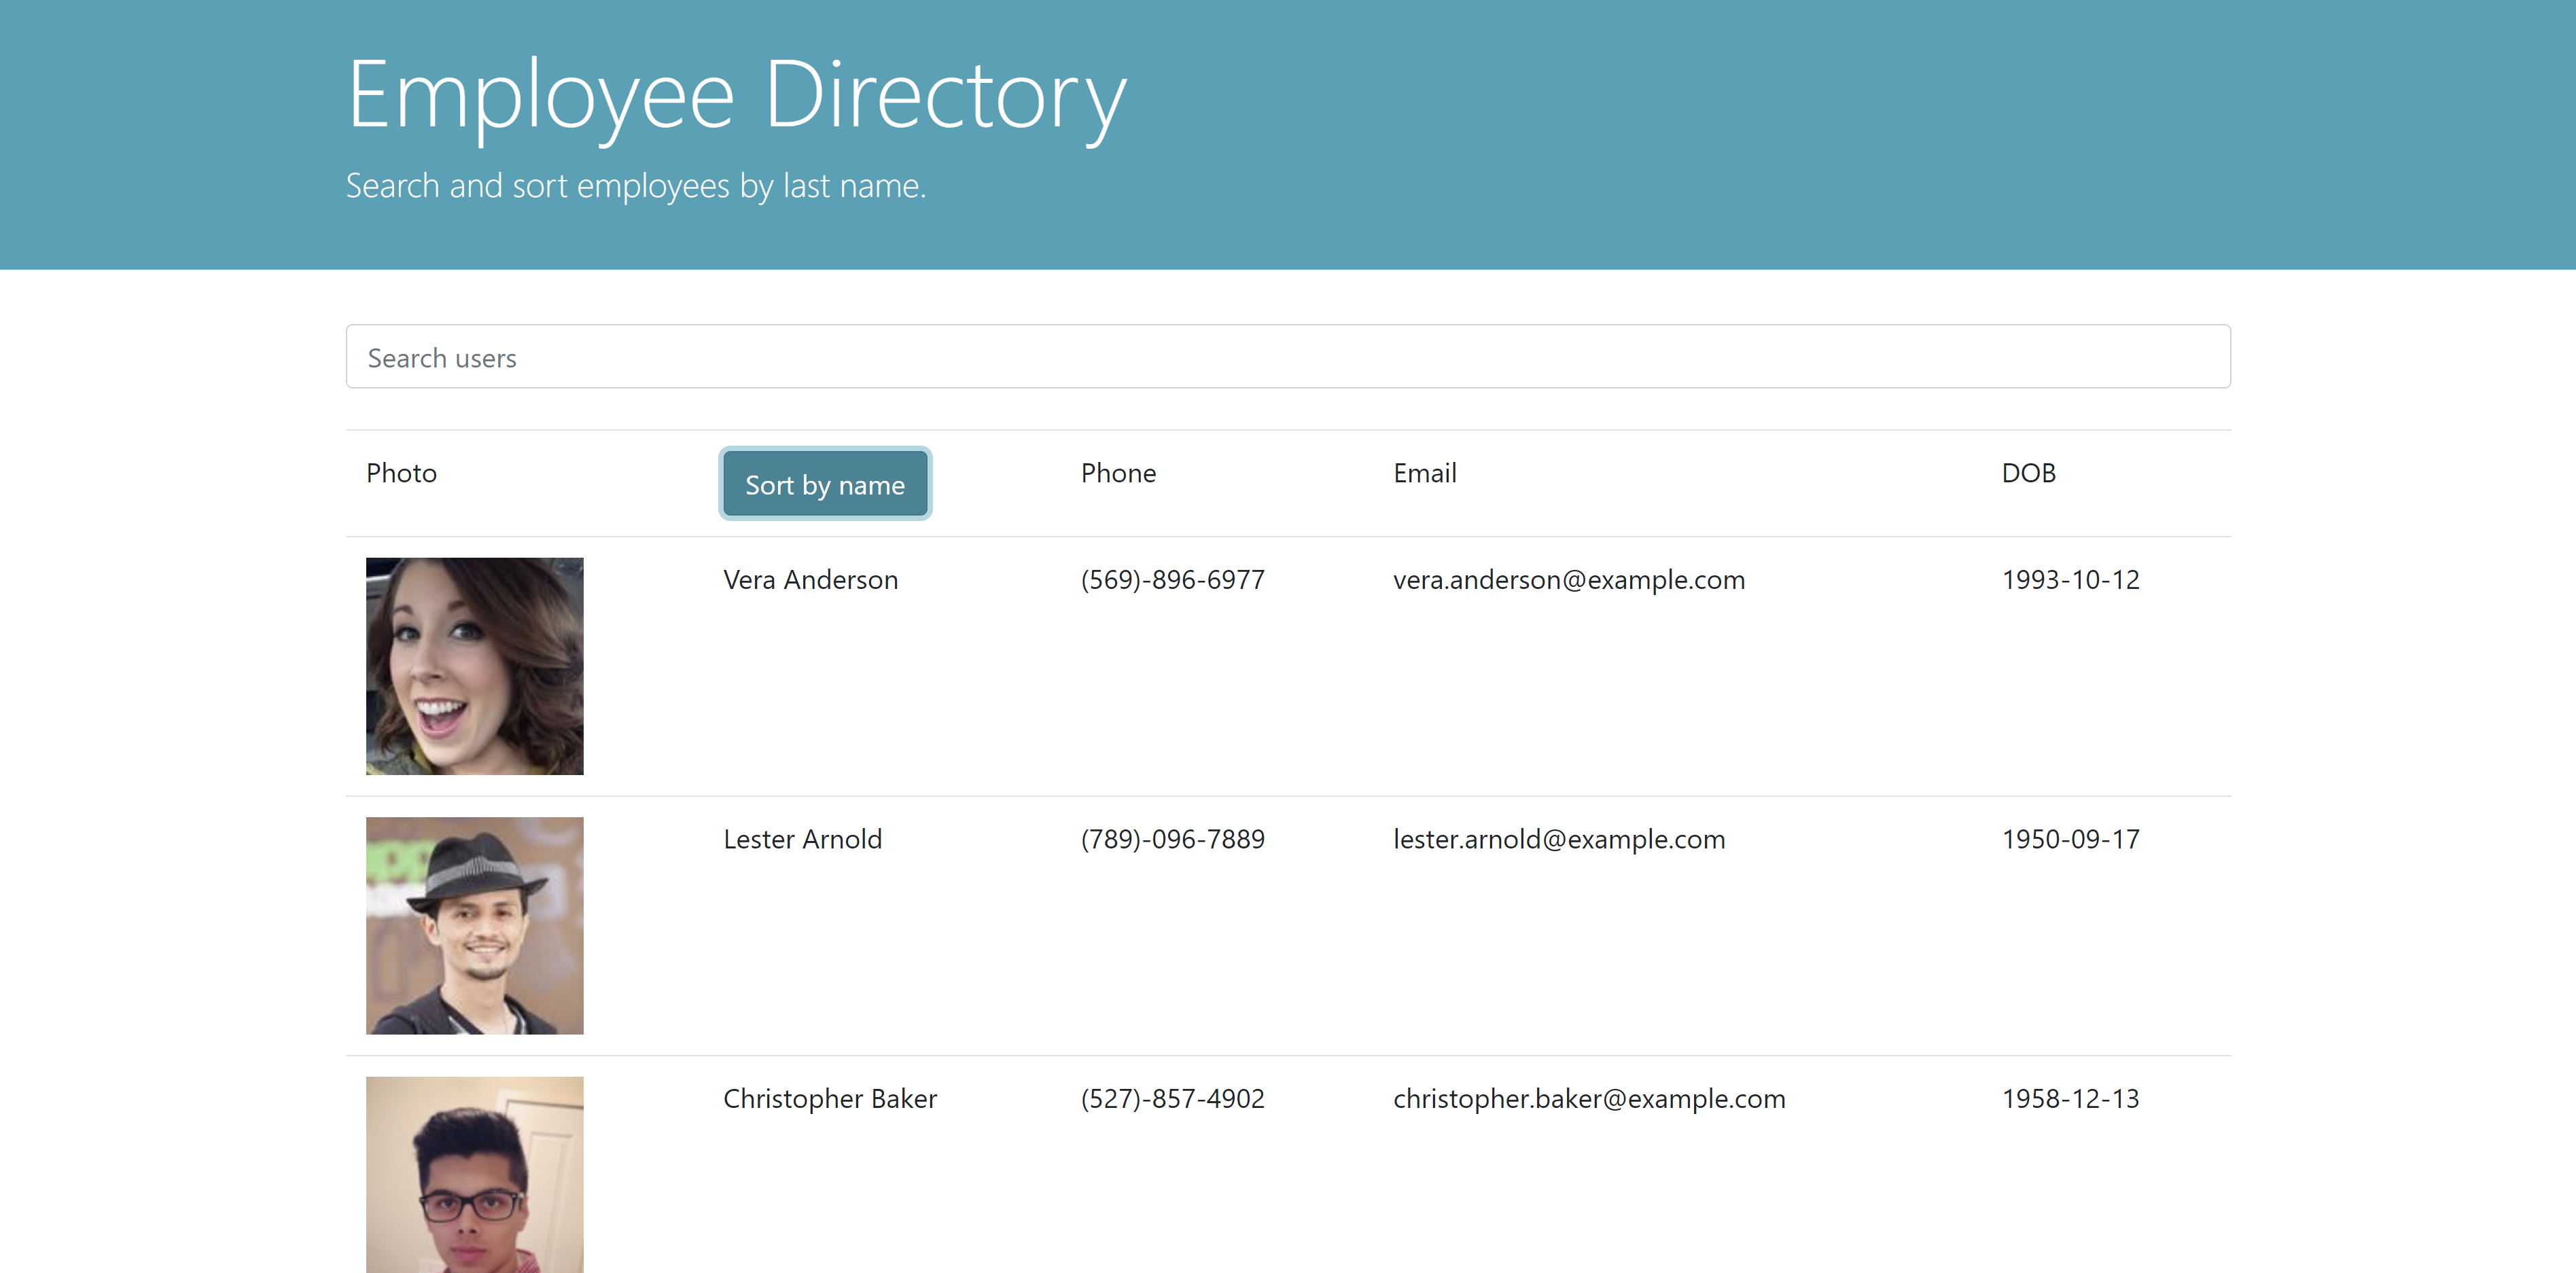 Employee Directory
Search and sort employees by last name.
Search users
Photo Sort by name Phone Email DOB
Vera Anderson (569)-896-6977 vera.anderson@example.com 1993-10-12
Lester Arnold (789)-096-7889 lester.arnold@example.com 1950-09-17
Christopher Baker (527)-857-4902 christopher.baker@example.com 1958-12-13